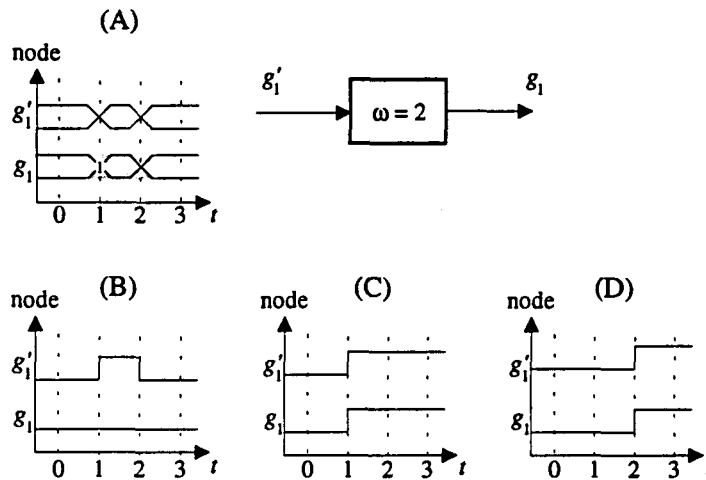 (A)
node
g₁′
g₁
0 1 2 3 t
g₁′
ω = 2
g₁
(B)
node
g₁′
g₁
0 1 2 3 t
(C)
node
g₁′
g₁
0 1 2 3 t
(D)
node
g₁′
g₁
0 1 2 3